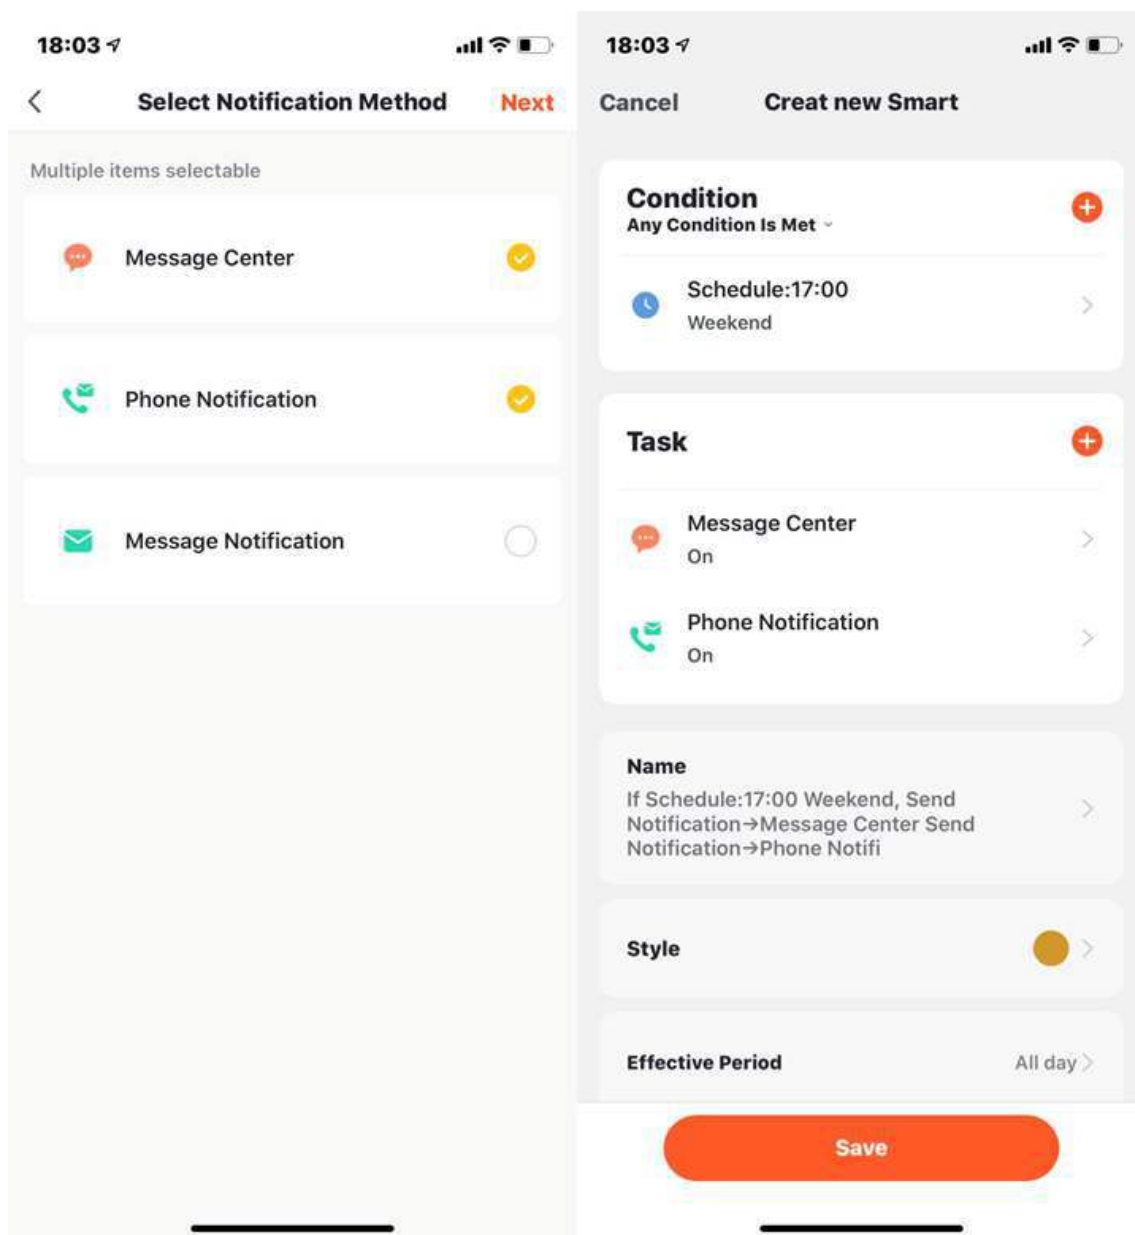 18:03
Select Notification Method
Next
Multiple items selectable
Message Center
Phone Notification
Message Notification
18:03
Cancel
Creat new Smart
Condition
Any Condition Is Met
Schedule:17:00
Weekend
Task
Message Center
On
Phone Notification
On
Name
If Schedule:17:00 Weekend, Send
Notification→Message Center Send
Notification→Phone Notifi
Style
Effective Period
All day
Save